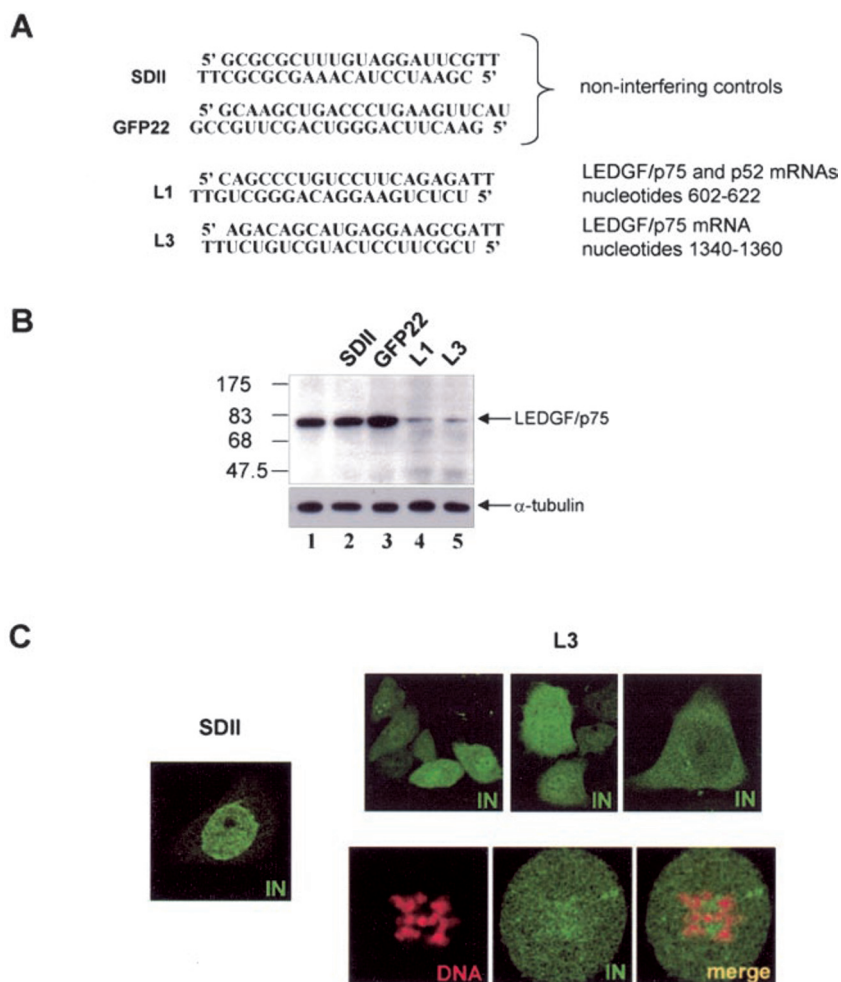 A
5' GCGCGCUUUGUAGGAUUCGTT
SDII
TTCGCGCGAAACAUCCUAAGC 5'
5' GCAAGCUGACCCUGAAGUUCAU
GFP22
GCCGUUCGACUGGGACUUCAAG 5'
non-interfering controls
5' CAGCCCUGUCCUUCAGAGATT
L1
TTGUCGGGACAGGAAGUCUCU 5'
LEDGF/p75 and p52 mRNAs
nucleotides 602-622
5' AGACAGCAUGAGGAAGCGATT
L3
TTUCUGUCGUACUCCUUCGCU 5'
LEDGF/p75 mRNA
nucleotides 1340-1360
B
SDII GFP22 L1 L3
175
83
68
47.5
LEDGF/p75
α-tubulin
1 2 3 4 5
C
L3
SDII
IN IN IN
IN
DNA IN merge